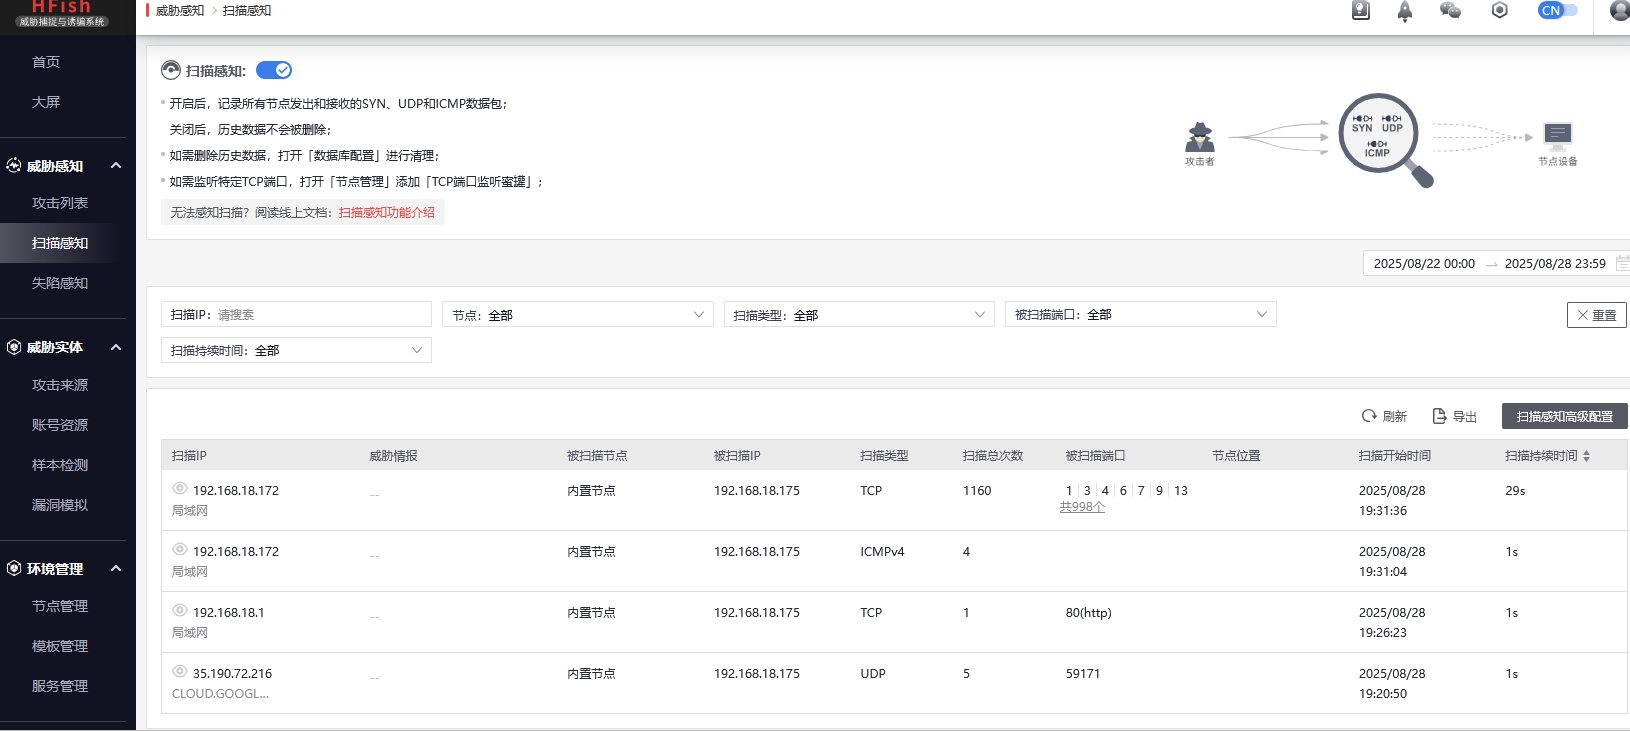 HFish
威胁捕捉与诱骗系统
威胁感知 > 扫描感知
CN
首页
大屏
威胁感知
攻击列表
扫描感知
失陷感知
威胁实体
攻击来源
账号资源
样本检测
漏洞模拟
环境管理
节点管理
模板管理
服务管理
扫描感知:
开启后，记录所有节点发出和接收的SYN、UDP和ICMP数据包；
关闭后，历史数据不会被删除；
如需删除历史数据，打开「数据库配置」进行清理；
如需监听特定TCP端口，打开「节点管理」添加「TCP端口监听蜜罐」；
无法感知扫描？阅读线上文档：扫描感知功能介绍
攻击者
SYN UDP
ICMP
节点设备
2025/08/22 00:00 → 2025/08/28 23:59
扫描IP： 请搜索
节点： 全部
扫描类型： 全部
被扫描端口： 全部
重置
扫描持续时间： 全部
刷新 导出 扫描感知高级配置
扫描IP 威胁情报 被扫描节点 被扫描IP 扫描类型 扫描总次数 被扫描端口 节点位置 扫描开始时间 扫描持续时间
192.168.18.172 -- 内置节点 192.168.18.175 TCP 1160 1 | 3 | 4 | 6 | 7 | 9 | 13 2025/08/28 29s
局域网 共998个 19:31:36
192.168.18.172 -- 内置节点 192.168.18.175 ICMPv4 4 2025/08/28 1s
局域网 19:31:04
192.168.18.1 -- 内置节点 192.168.18.175 TCP 1 80(http) 2025/08/28 1s
局域网 19:26:23
35.190.72.216 -- 内置节点 192.168.18.175 UDP 5 59171 2025/08/28 1s
CLOUD.GOOGL... 19:20:50